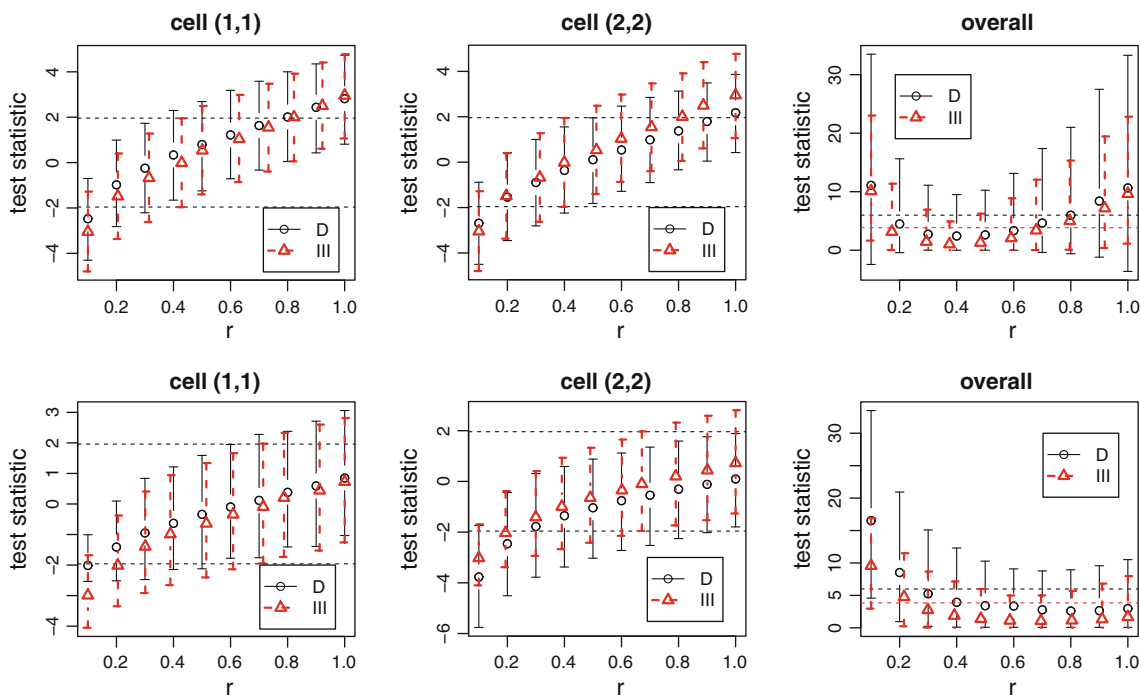 cell (1,1)
test statistic
4
2
0
−2
−4
D
III
0.2 0.4 0.6 0.8 1.0
r
cell (2,2)
test statistic
4
2
0
−2
−4
D
III
0.2 0.4 0.6 0.8 1.0
r
overall
test statistic
30
20
10
0
D
III
0.2 0.4 0.6 0.8 1.0
r
cell (1,1)
test statistic
3
2
1
0
−2
−4
D
III
0.2 0.4 0.6 0.8 1.0
r
cell (2,2)
test statistic
2
0
−2
−4
−6
D
III
0.2 0.4 0.6 0.8 1.0
r
overall
test statistic
30
20
10
5
0
D
III
0.2 0.4 0.6 0.8 1.0
r